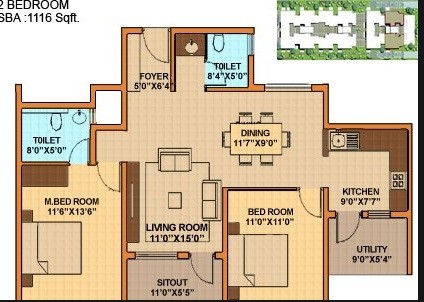 2 BEDROOM
SBA :1116 Sqft.
FOYER
5'0"X6'4
TOILET
8'4"X5'0"
TOILET
8'0"X5'0"
DINING
11'7"X9'0"
M.BED ROOM
11'6"X13'6"
LIVING ROOM
11'0"X15'0"
BED ROOM
11'0"X11'0"
KITCHEN
9'0"X7'7"
SITOUT
11'0"X5'5"
UTILITY
9'0"X5'4"